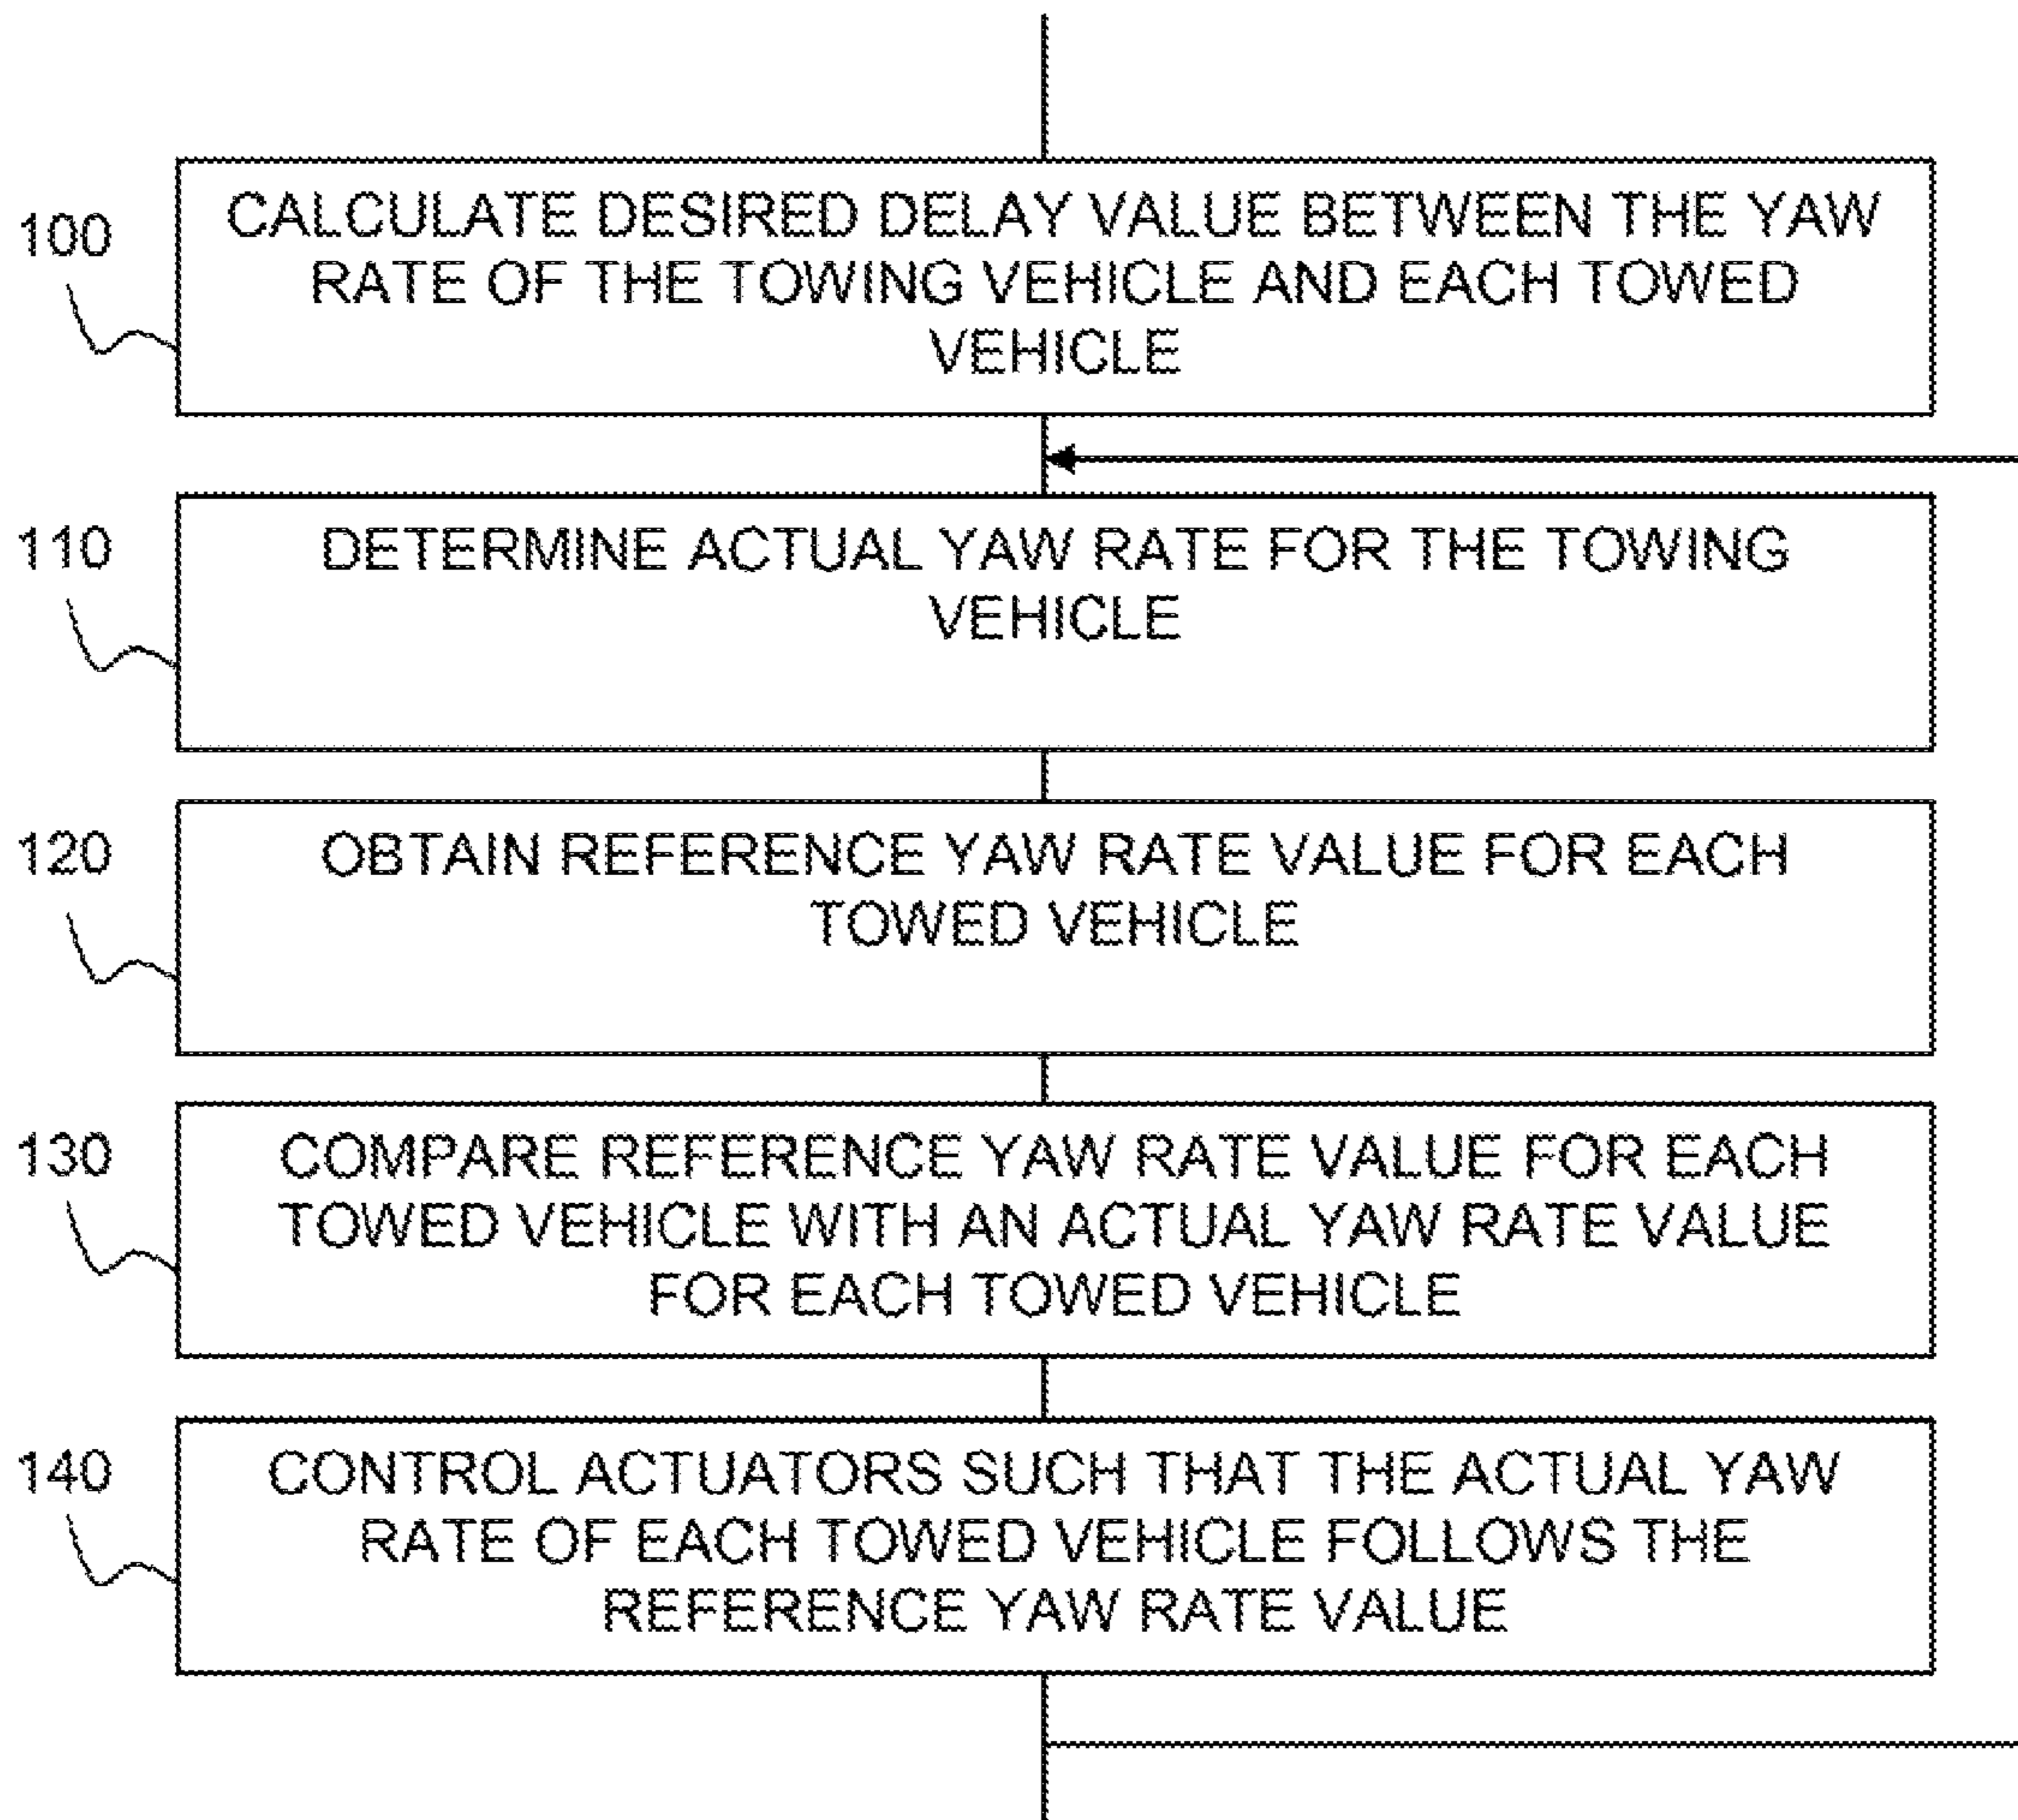 100
CALCULATE DESIRED DELAY VALUE BETWEEN THE YAW
RATE OF THE TOWING VEHICLE AND EACH TOWED
VEHICLE
110
DETERMINE ACTUAL YAW RATE FOR THE TOWING
VEHICLE
120
OBTAIN REFERENCE YAW RATE VALUE FOR EACH
TOWED VEHICLE
130
COMPARE REFERENCE YAW RATE VALUE FOR EACH
TOWED VEHICLE WITH AN ACTUAL YAW RATE VALUE
FOR EACH TOWED VEHICLE
140
CONTROL ACTUATORS SUCH THAT THE ACTUAL YAW
RATE OF EACH TOWED VEHICLE FOLLOWS THE
REFERENCE YAW RATE VALUE